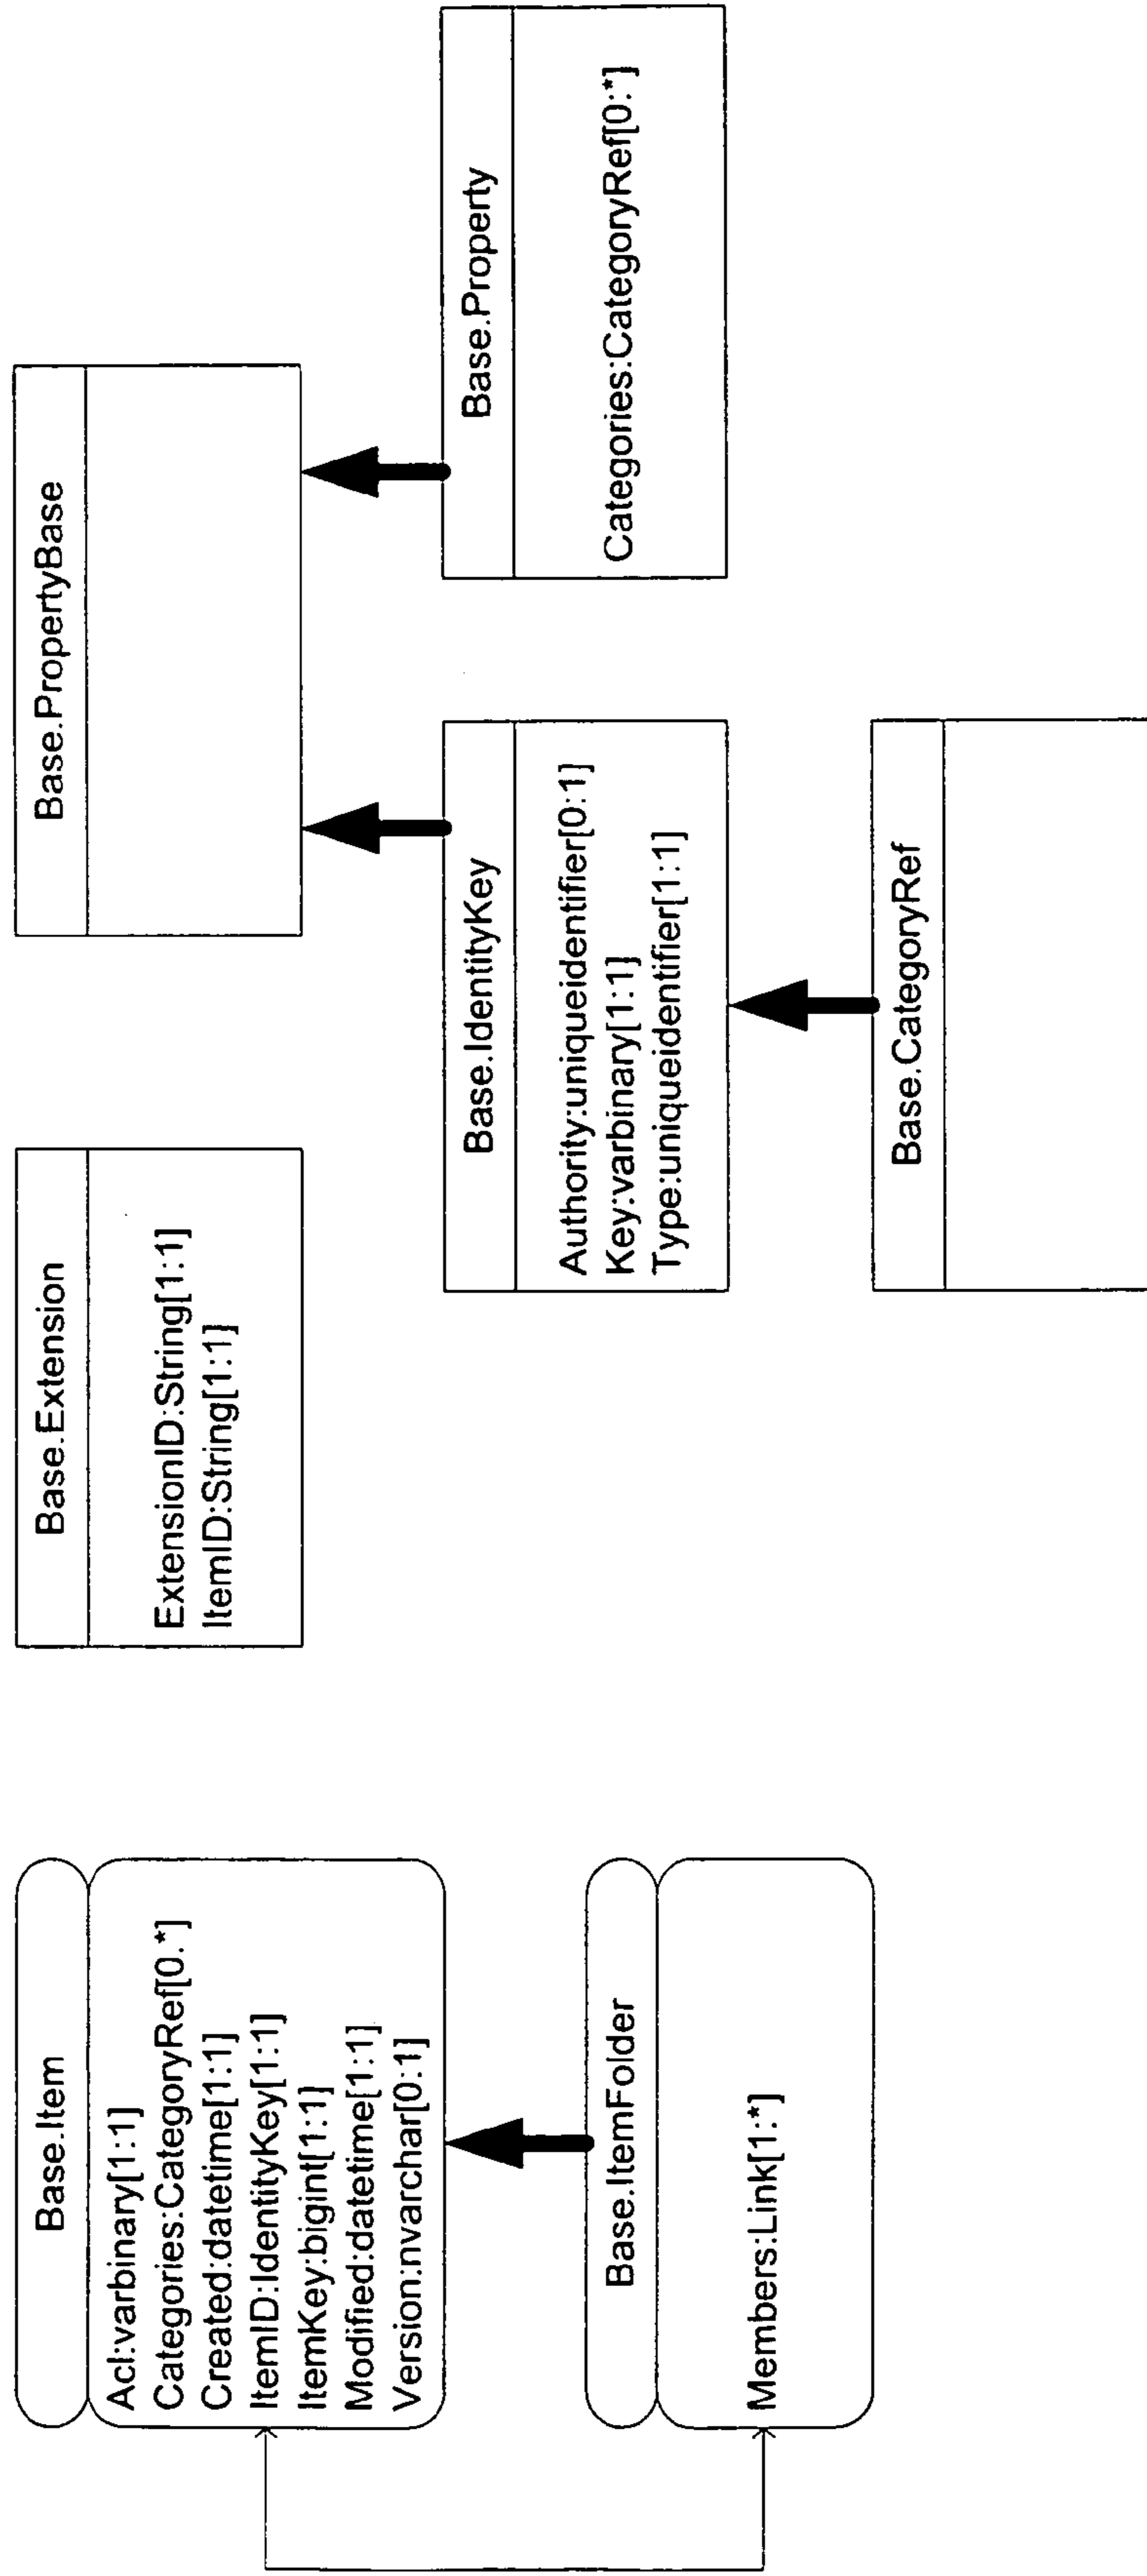 Base.Item
Acl:varbinary[1:1]
Categories:CategoryRef[0.*]
Created:datetime[1:1]
ItemID:IdentityKey[1:1]
ItemKey:bigint[1:1]
Modified:datetime[1:1]
Version:nvarchar[0:1]
Base.ItemFolder
Members:Link[1:*]
Base.Extension
ExtensionID:String[1:1]
ItemID:String[1:1]
Base.PropertyBase
Base.IdentityKey
Authority:uniqueidentifier[0:1]
Key:varbinary[1:1]
Type:uniqueidentifier[1:1]
Base.Property
Categories:CategoryRef[0:*]
Base.CategoryRef